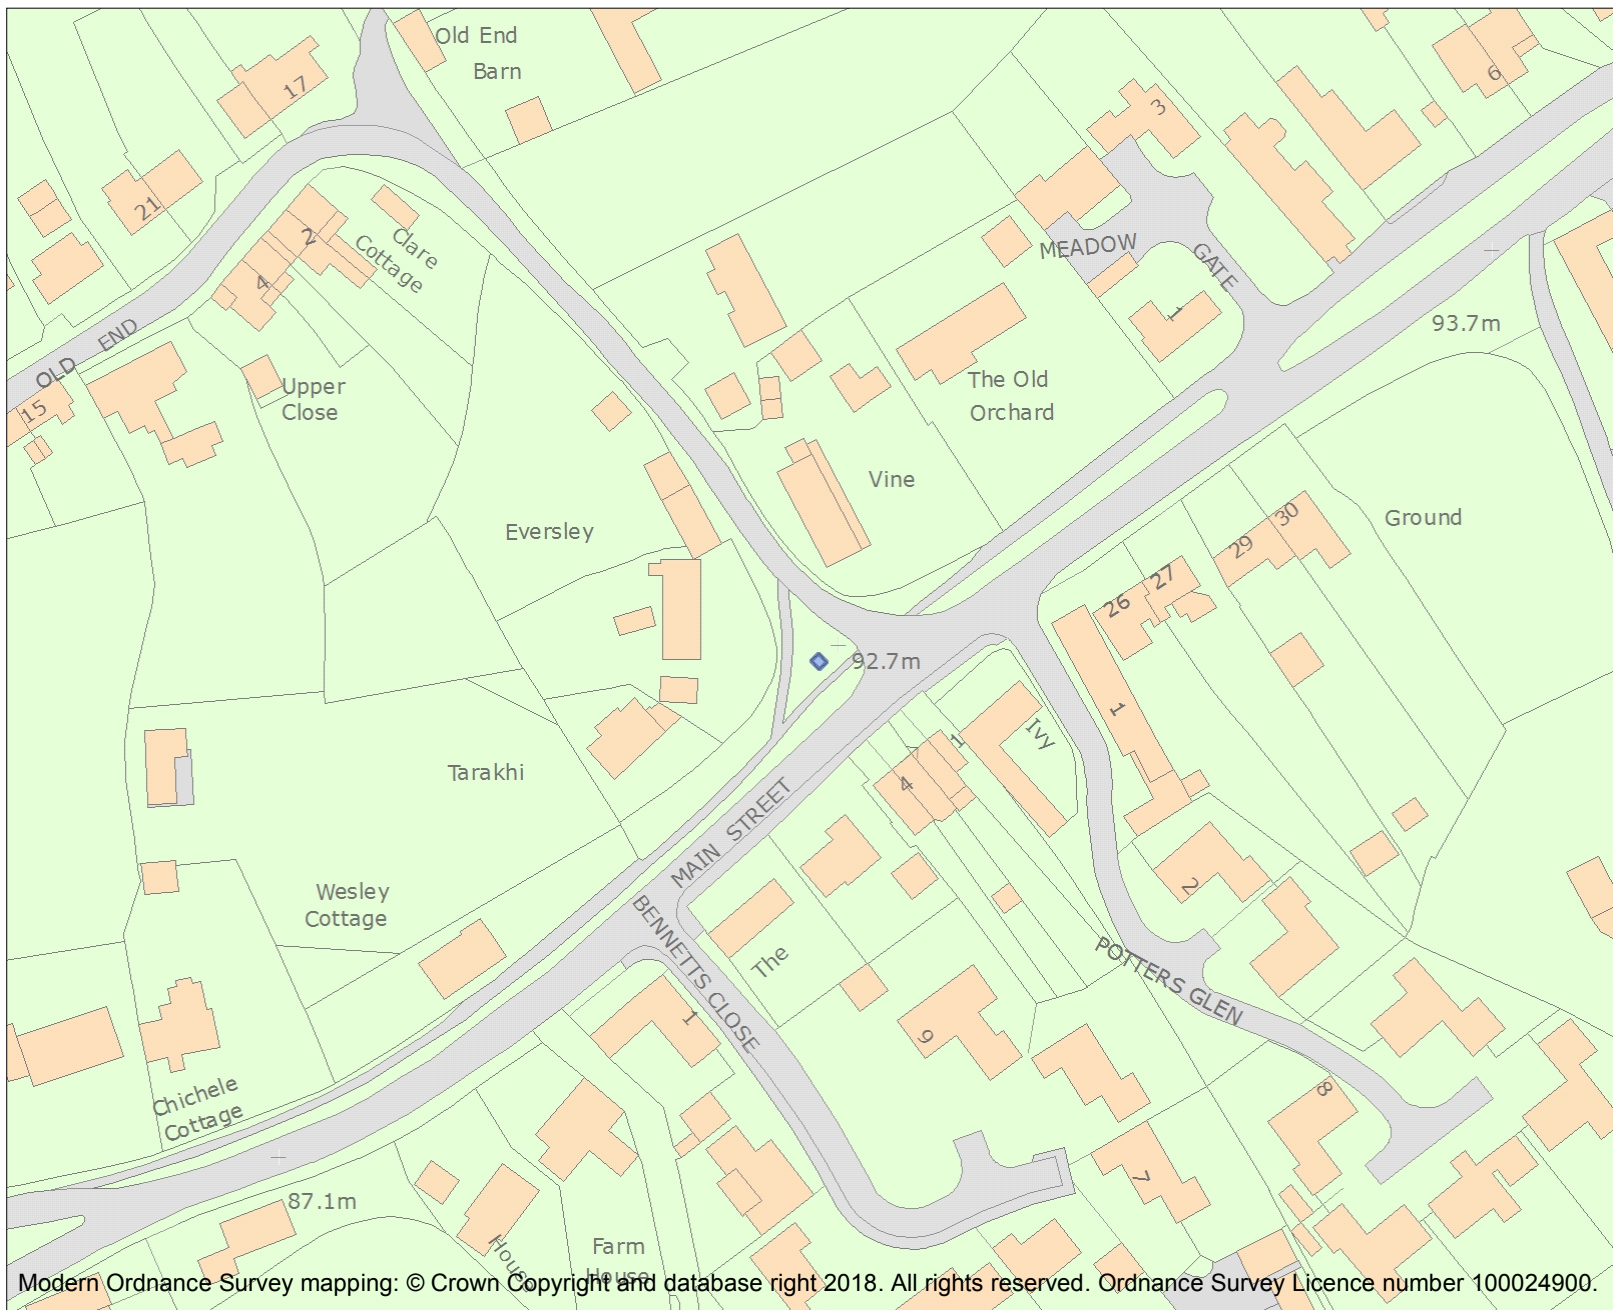 Old End
Barn
17
3
6
21
2
Clare
Cottage
MEADOW
GATE
4
1
93.7m
OLD END
15
Upper
Close
The Old
Orchard
Vine
Eversley
30
29
Ground
27
26
92.7m
1
Ivy
1
4
Tarakhi
MAIN STREET
2
Wesley
Cottage
BENNETTS CLOSE
The
POTTERS GLEN
1
9
Chichele
Cottage
8
7
87.1m
House
Farm
House
Modern Ordnance Survey mapping: © Crown Copyright and database right 2018. All rights reserved. Ordnance Survey Licence number 100024900.